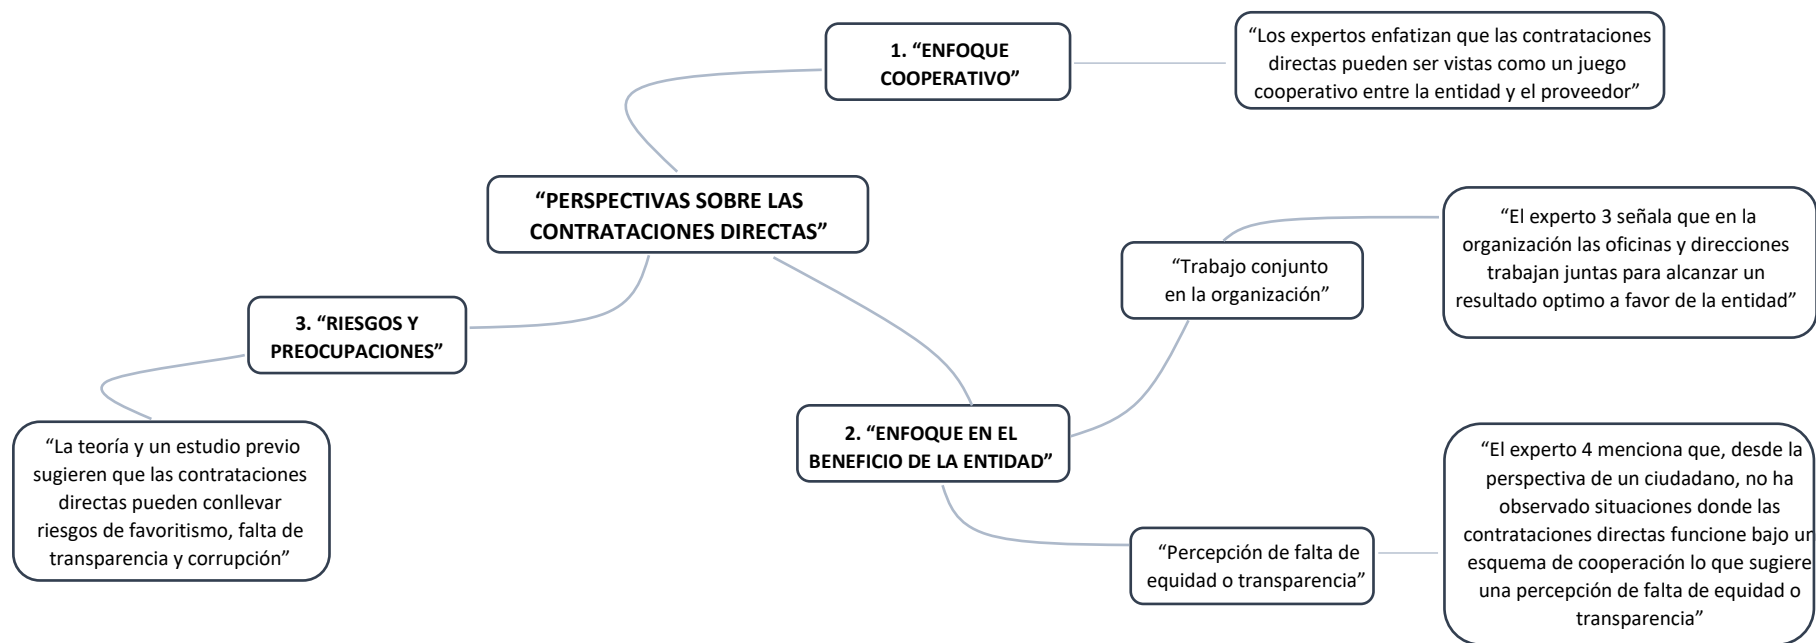 1. “ENFOQUE
COOPERATIVO”
“Los expertos enfatizan que las contrataciones
directas pueden ser vistas como un juego
cooperativo entre la entidad y el proveedor”
“PERSPECTIVAS SOBRE LAS
CONTRATACIONES DIRECTAS”
“Trabajo conjunto
en la organización”
“El experto 3 señala que en la
organización las oficinas y direcciones
trabajan juntas para alcanzar un
resultado optimo a favor de la entidad”
3. “RIESGOS Y
PREOCUPACIONES”
“La teoría y un estudio previo
sugieren que las contrataciones
directas pueden conllevar
riesgos de favoritismo, falta de
transparencia y corrupción”
2. “ENFOQUE EN EL
BENEFICIO DE LA ENTIDAD”
“Percepción de falta de
equidad o transparencia”
“El experto 4 menciona que, desde la
perspectiva de un ciudadano, no ha
observado situaciones donde las
contrataciones directas funcione bajo un
esquema de cooperación lo que sugiere
una percepción de falta de equidad o
transparencia”